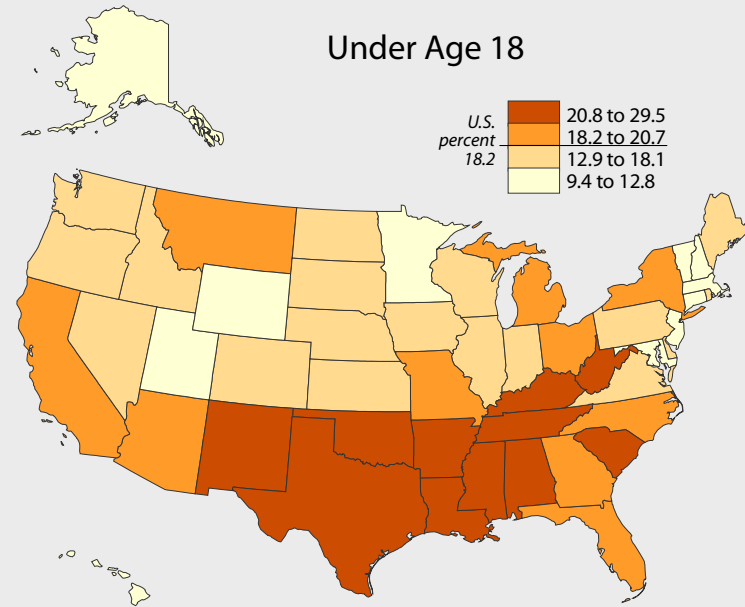 Under Age 18
U.S.
percent
18.2
20.8 to 29.5
18.2 to 20.7
12.9 to 18.1
9.4 to 12.8